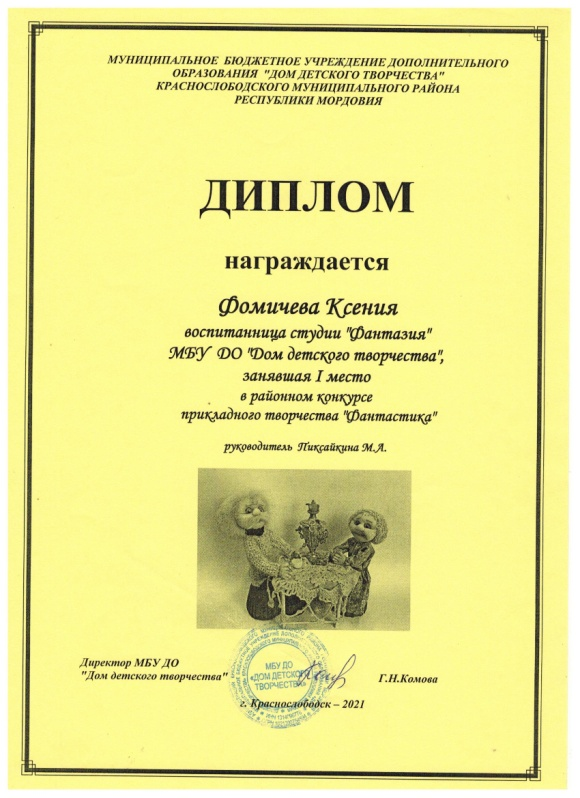 МУНИЦИПАЛЬНОЕ БЮДЖЕТНОЕ УЧРЕЖДЕНИЕ ДОПОЛНИТЕЛЬНОГО
ОБРАЗОВАНИЯ "ДОМ ДЕТСКОГО ТВОРЧЕСТВА"
КРАСНОСЛОБОДСКОГО МУНИЦИПАЛЬНОГО РАЙОНА
РЕСПУБЛИКИ МОРДОВИЯ
ДИПЛОМ
награждается
Фомичева Ксения
воспитанница студии "Фантазия"
МБУ ДО "Дом детского творчества",
занявшая I место
в районном конкурсе
прикладного творчества "Фантастика"
руководитель Пиксайкина М.А.
Директор МБУ ДО
"Дом детского творчества"
Г.Н.Комова
МБУ ДО
«ДОМ ДЕТСКОГО
ТВОРЧЕСТВА»
г. Краснослободск – 2021